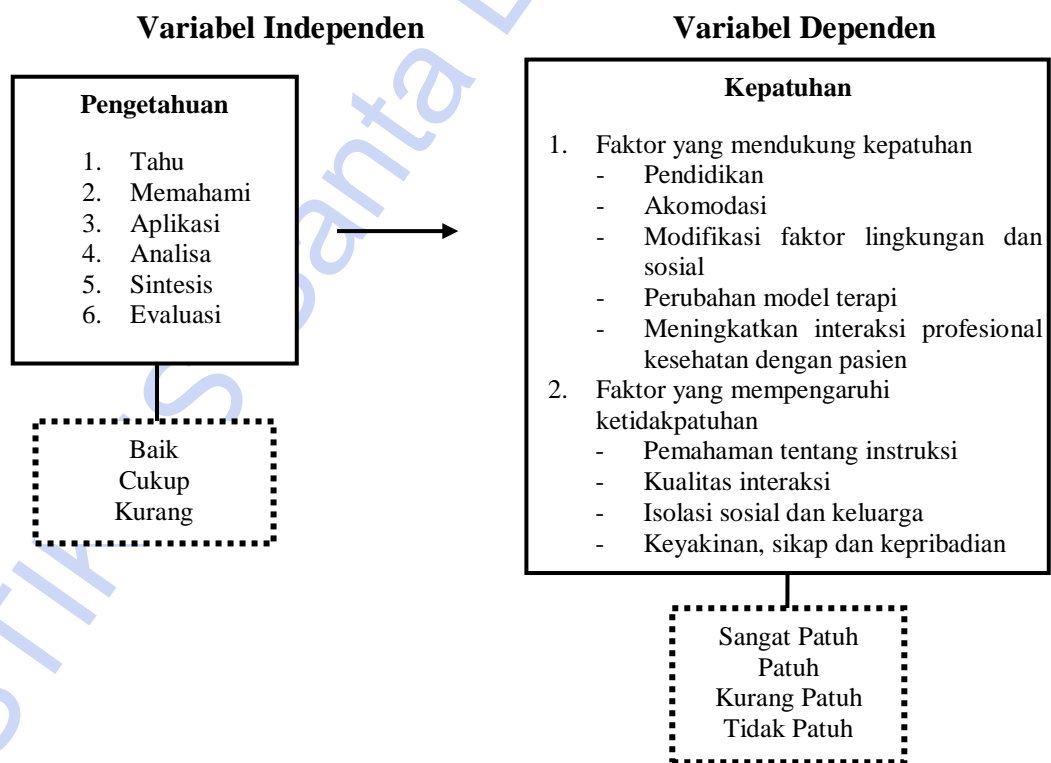 Variabel Independen
Variabel Dependen
Pengetahuan
1. Tahu
2. Memahami
3. Aplikasi
4. Analisa
5. Sintesis
6. Evaluasi
Baik
Cukup
Kurang
Kepatuhan
1. Faktor yang mendukung kepatuhan
- Pendidikan
- Akomodasi
- Modifikasi faktor lingkungan dan
sosial
- Perubahan model terapi
- Meningkatkan interaksi profesional
kesehatan dengan pasien
2. Faktor yang mempengaruhi
ketidakpatuhan
- Pemahaman tentang instruksi
- Kualitas interaksi
- Isolasi sosial dan keluarga
- Keyakinan, sikap dan kepribadian
Sangat Patuh
Patuh
Kurang Patuh
Tidak Patuh